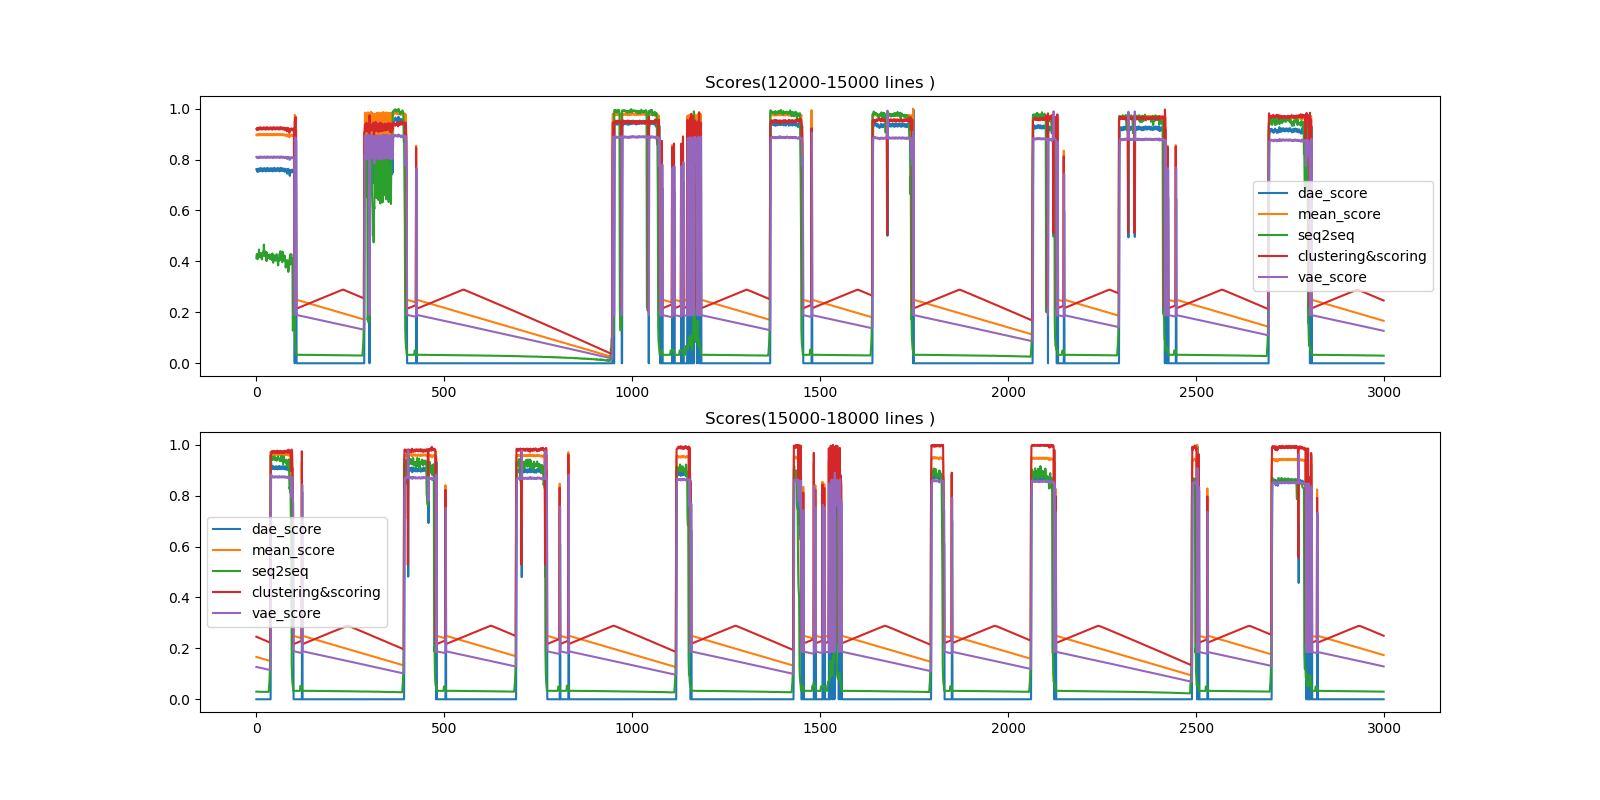 Scores(12000-15000 lines )
1.0
0.8
0.6
0.4
0.2
0.0
dae_score
mean_score
seq2seq
clustering&scoring
vae_score
0 500 1000 1500 2000 2500 3000
Scores(15000-18000 lines )
1.0
0.8
0.6
0.4
0.2
0.0
dae_score
mean_score
seq2seq
clustering&scoring
vae_score
0 500 1000 1500 2000 2500 3000